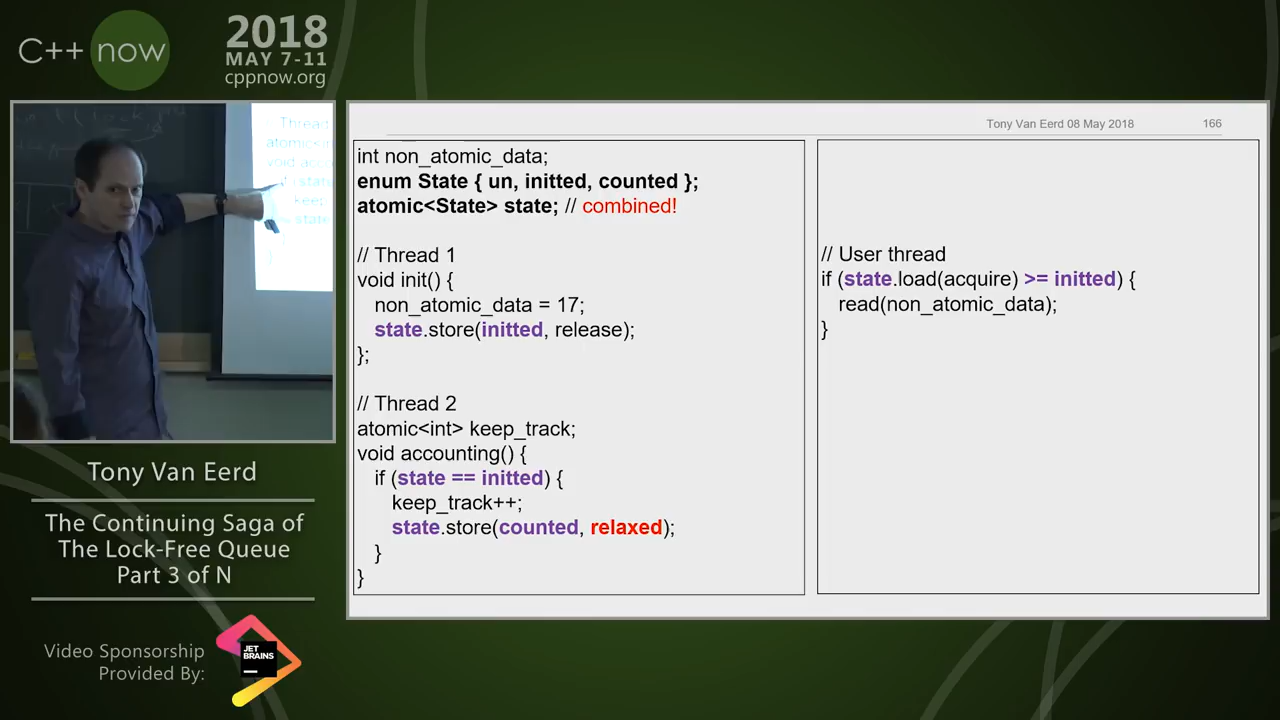 C++ now
2018
MAY 7-11
cppnow.org
Tony Van Eerd
The Continuing Saga of
The Lock-Free Queue
Part 3 of N
Video Sponsorship
Provided By:
JET
BRAINS
Tony Van Eerd 08 May 2018 166
int non_atomic_data;
enum State { un, initted, counted };
atomic<State> state; // combined!
// Thread 1
void init() {
non_atomic_data = 17;
state.store(initted, release);
};
// Thread 2
atomic<int> keep_track;
void accounting() {
if (state == initted) {
keep_track++;
state.store(counted, relaxed);
}
}
// User thread
if (state.load(acquire) >= initted) {
read(non_atomic_data);
}